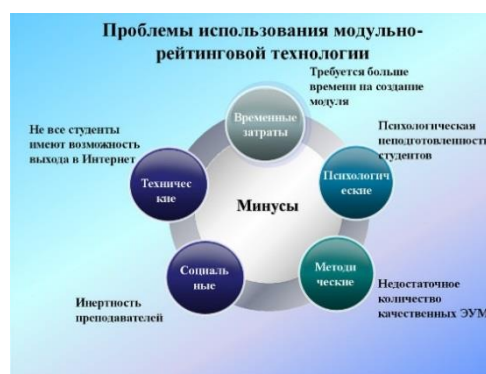 Проблемы использования модульно-
рейтинговой технологии
Требуется больше
времени на создание
модуля
Временные
затраты
Не все студенты
имеют возможность
выхода в Интернет
Психологическая
неподготовленность
студентов
Техничес
кие
Психологич
еские
Минусы
Социаль
ные
Методи
ческие
Инертность
преподавателей
Недостаточное
количество
качественных ЭУМ